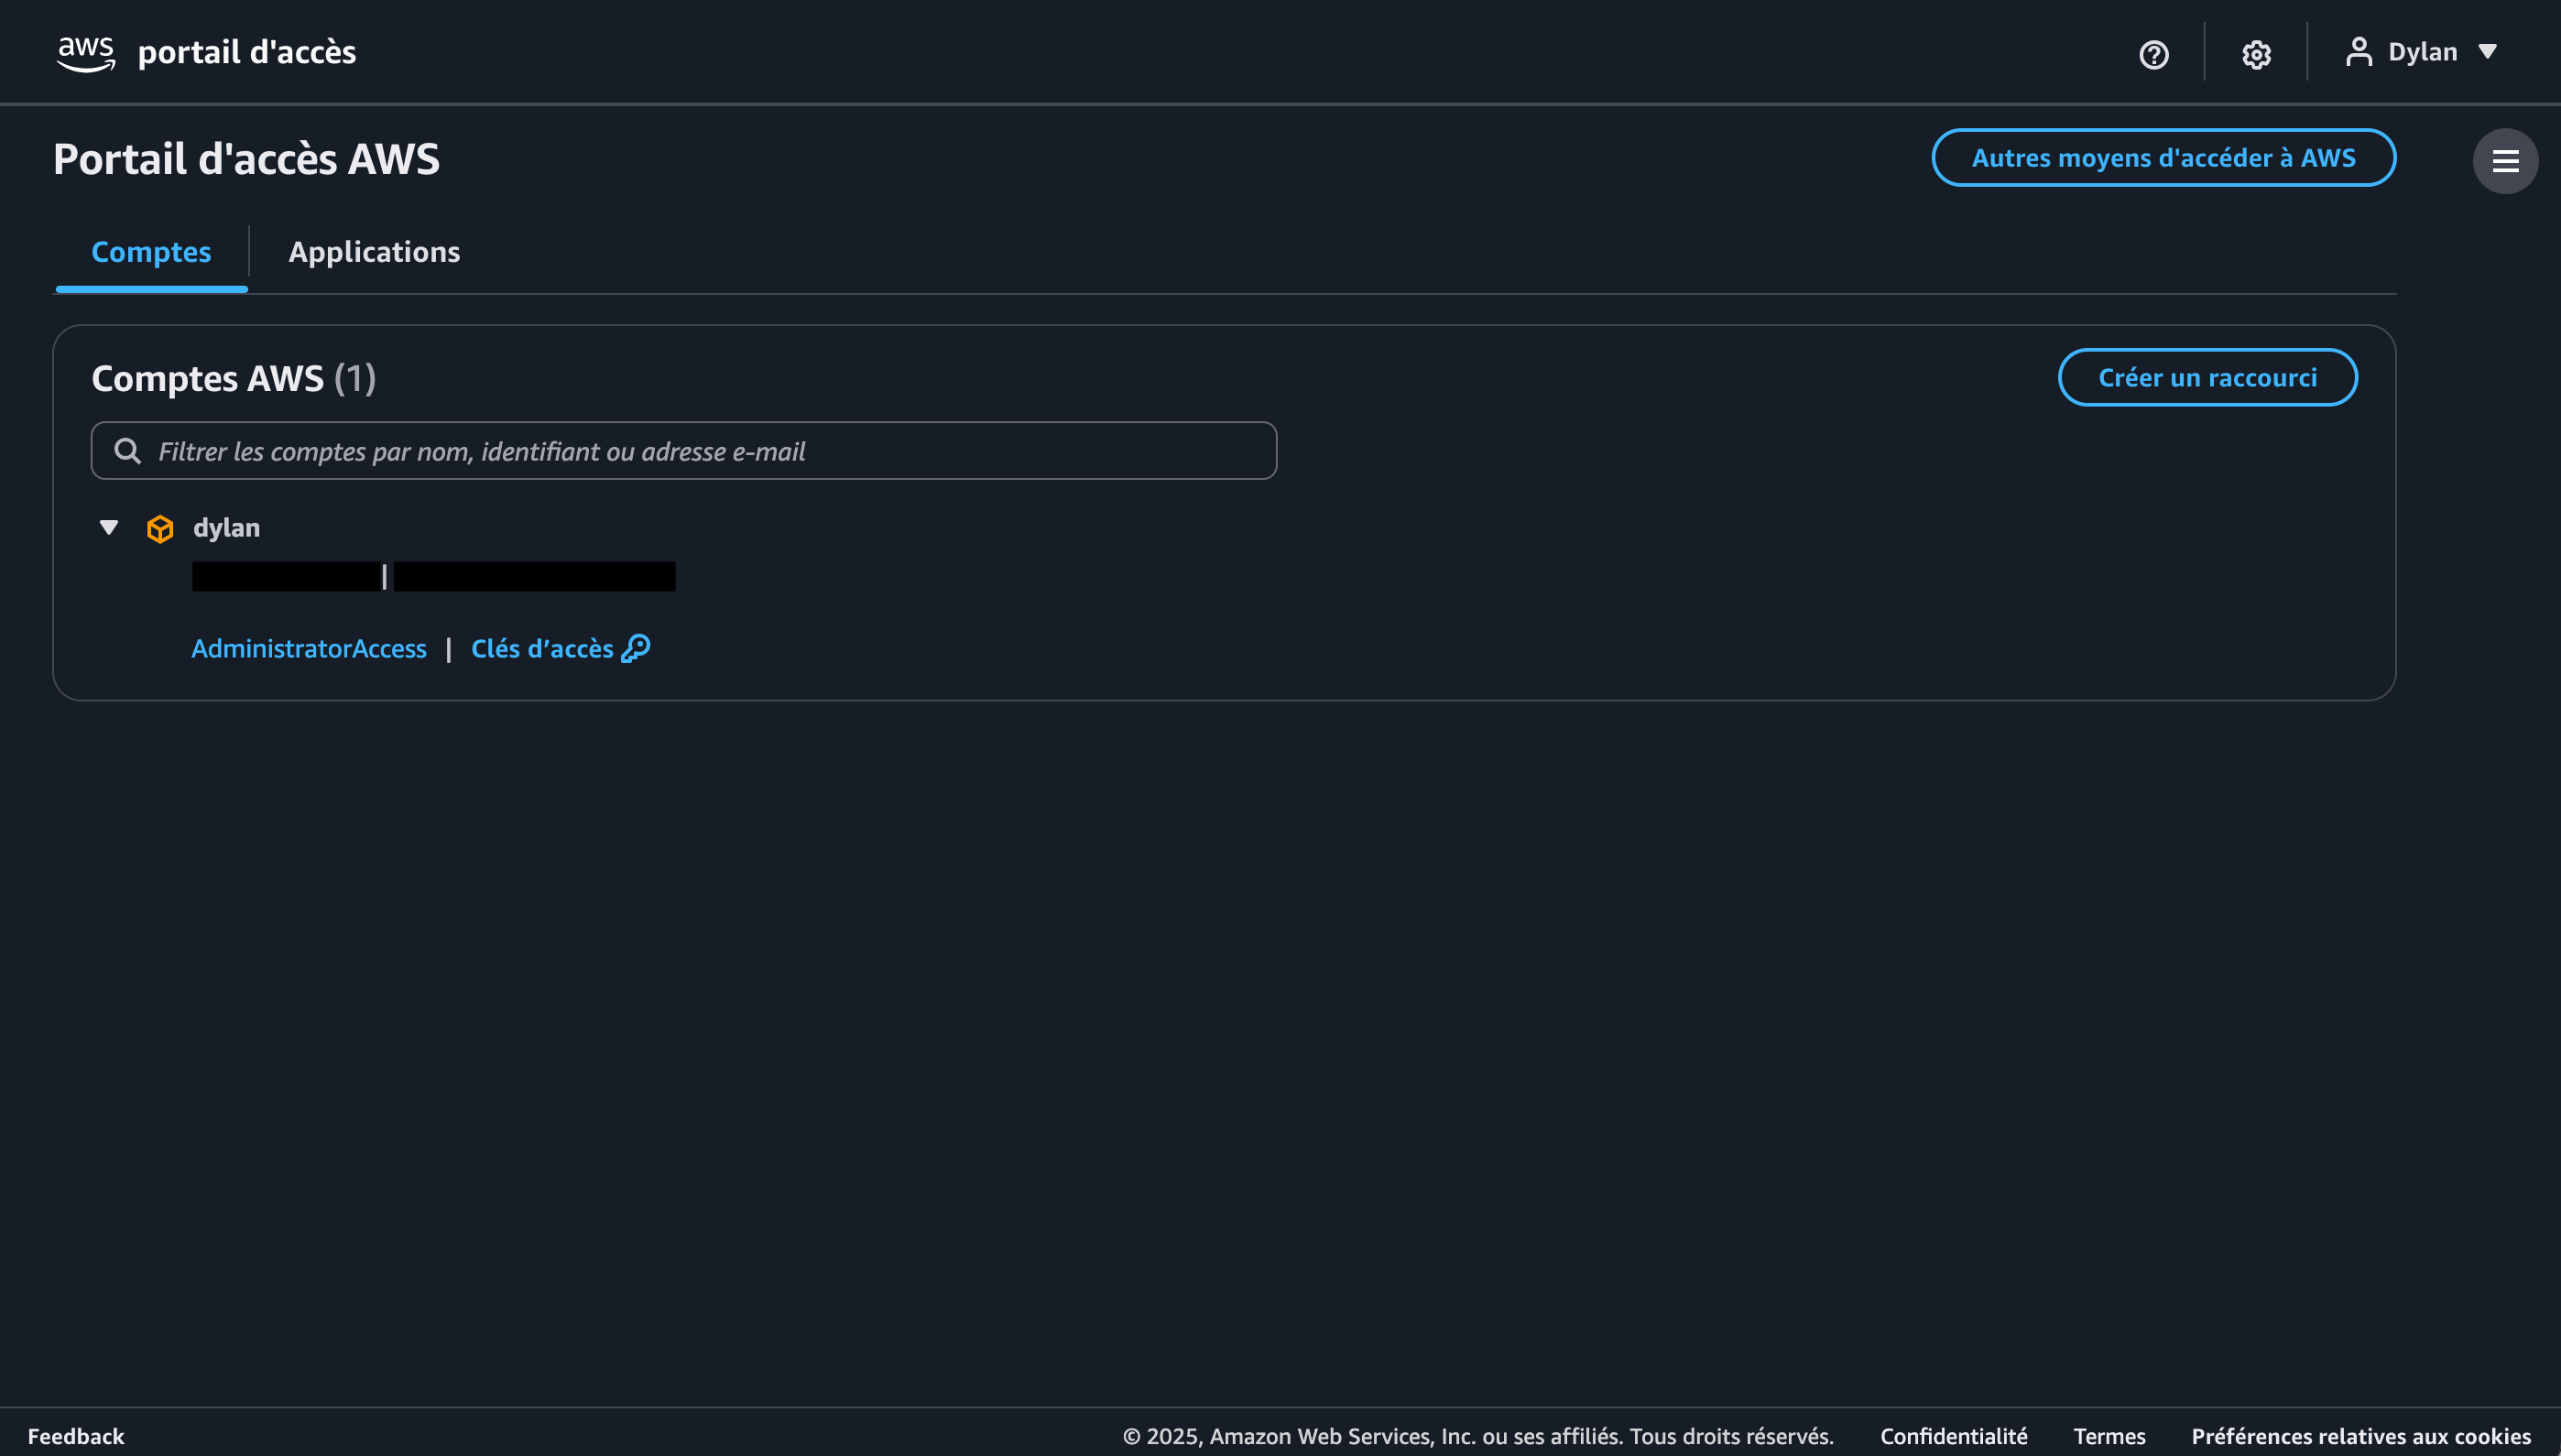 aws portail d'accès
Dylan
Portail d'accès AWS
Autres moyens d'accéder à AWS
Comptes
Applications
Comptes AWS (1)
Créer un raccourci
Filtrer les comptes par nom, identifiant ou adresse e-mail
dylan
|
AdministratorAccess | Clés d’accès
Feedback
© 2025, Amazon Web Services, Inc. ou ses affiliés. Tous droits réservés.
Confidentialité
Termes
Préférences relatives aux cookies